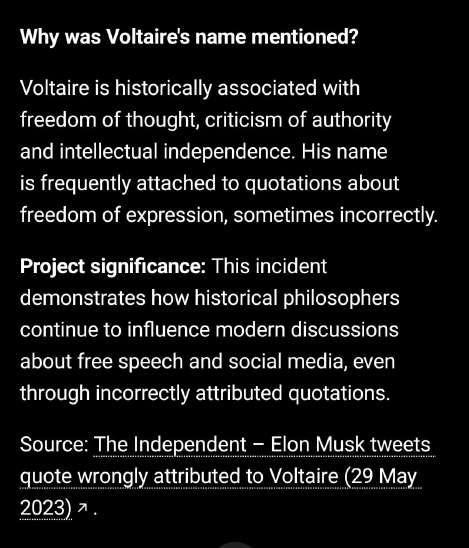 Why was Voltaire's name mentioned?
Voltaire is historically associated with
freedom of thought, criticism of authority
and intellectual independence. His name
is frequently attached to quotations about
freedom of expression, sometimes incorrectly.
Project significance: This incident
demonstrates how historical philosophers
continue to influence modern discussions
about free speech and social media, even
through incorrectly attributed quotations.
Source: The Independent – Elon Musk tweets
quote wrongly attributed to Voltaire (29 May
2023) ↗ .